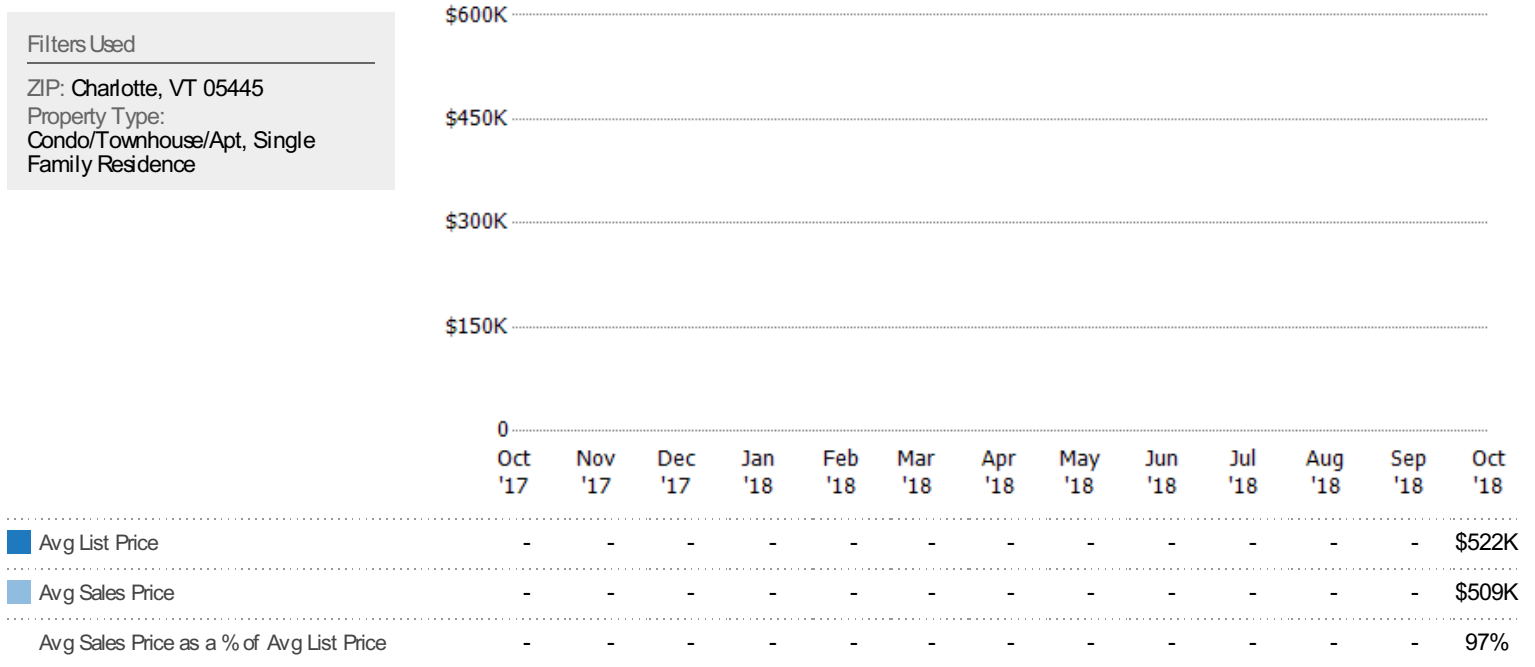 Filters Used
ZIP: Charlotte, VT 05445
Property Type:
Condo/Townhouse/Apt, Single
Family Residence
$600K
$450K
$300K
$150K
0
Oct Nov Dec Jan Feb Mar Apr May Jun Jul Aug Sep Oct
'17 '17 '17 '18 '18 '18 '18 '18 '18 '18 '18 '18 '18
Avg List Price - - - - - - - - - - - - $522K
Avg Sales Price - - - - - - - - - - - - $509K
Avg Sales Price as a % of Avg List Price - - - - - - - - - - - - 97%